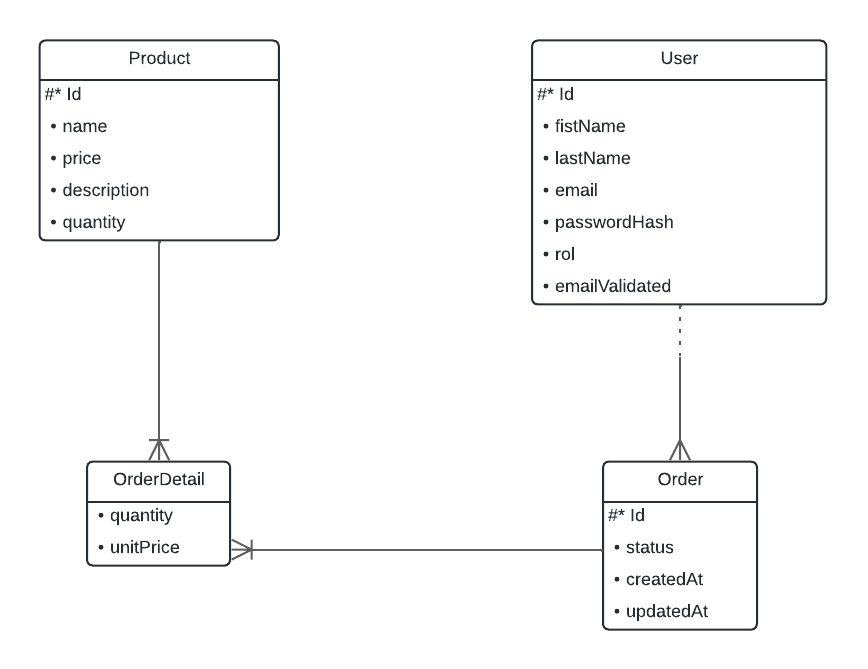 Product
#* Id
• name
• price
• description
• quantity
User
#* Id
• fistName
• lastName
• email
• passwordHash
• rol
• emailValidated
OrderDetail
• quantity
• unitPrice
Order
#* Id
• status
• createdAt
• updatedAt